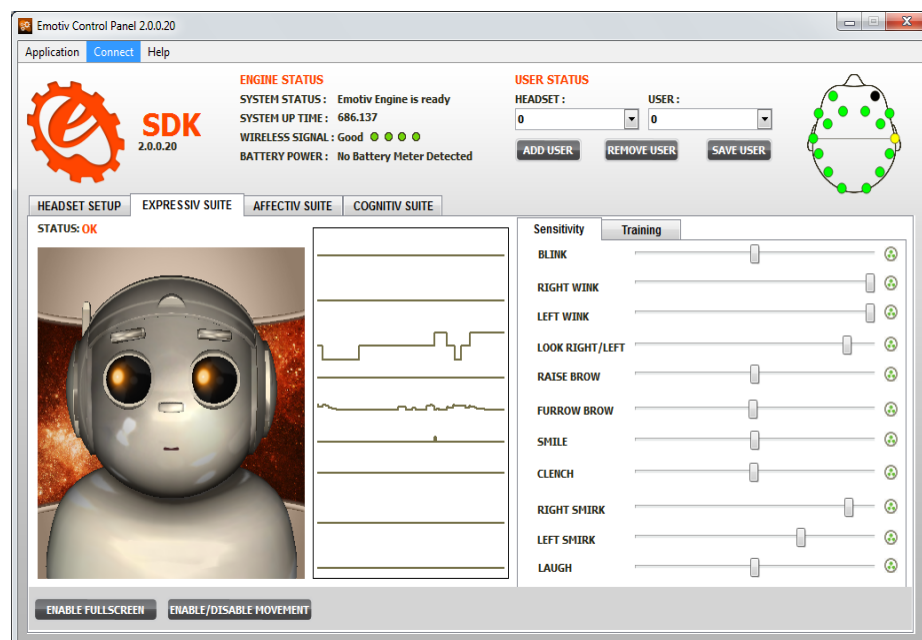 Emotiv Control Panel 2.0.0.20
Application Connect Help
SDK
2.0.0.20
ENGINE STATUS
SYSTEM STATUS : Emotiv Engine is ready
SYSTEM UP TIME : 686.137
WIRELESS SIGNAL : Good
BATTERY POWER : No Battery Meter Detected
USER STATUS
HEADSET : USER :
0 0
ADD USER REMOVE USER SAVE USER
HEADSET SETUP EXPRESSIV SUITE AFFECTIV SUITE COGNITIV SUITE
STATUS: OK
Sensitivity Training
BLINK
RIGHT WINK
LEFT WINK
LOOK RIGHT/LEFT
RAISE BROW
FURROW BROW
SMILE
CLENCH
RIGHT SMIRK
LEFT SMIRK
LAUGH
ENABLE FULLSCREEN ENABLE/DISABLE MOVEMENT